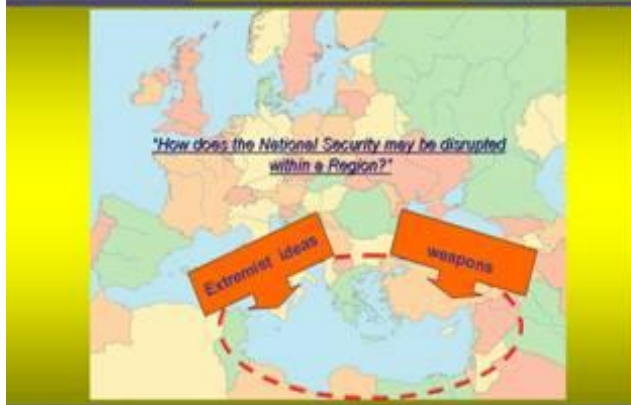 "How does the National Security may be disrupted
within a Region?"
Extremist ideas
weapons